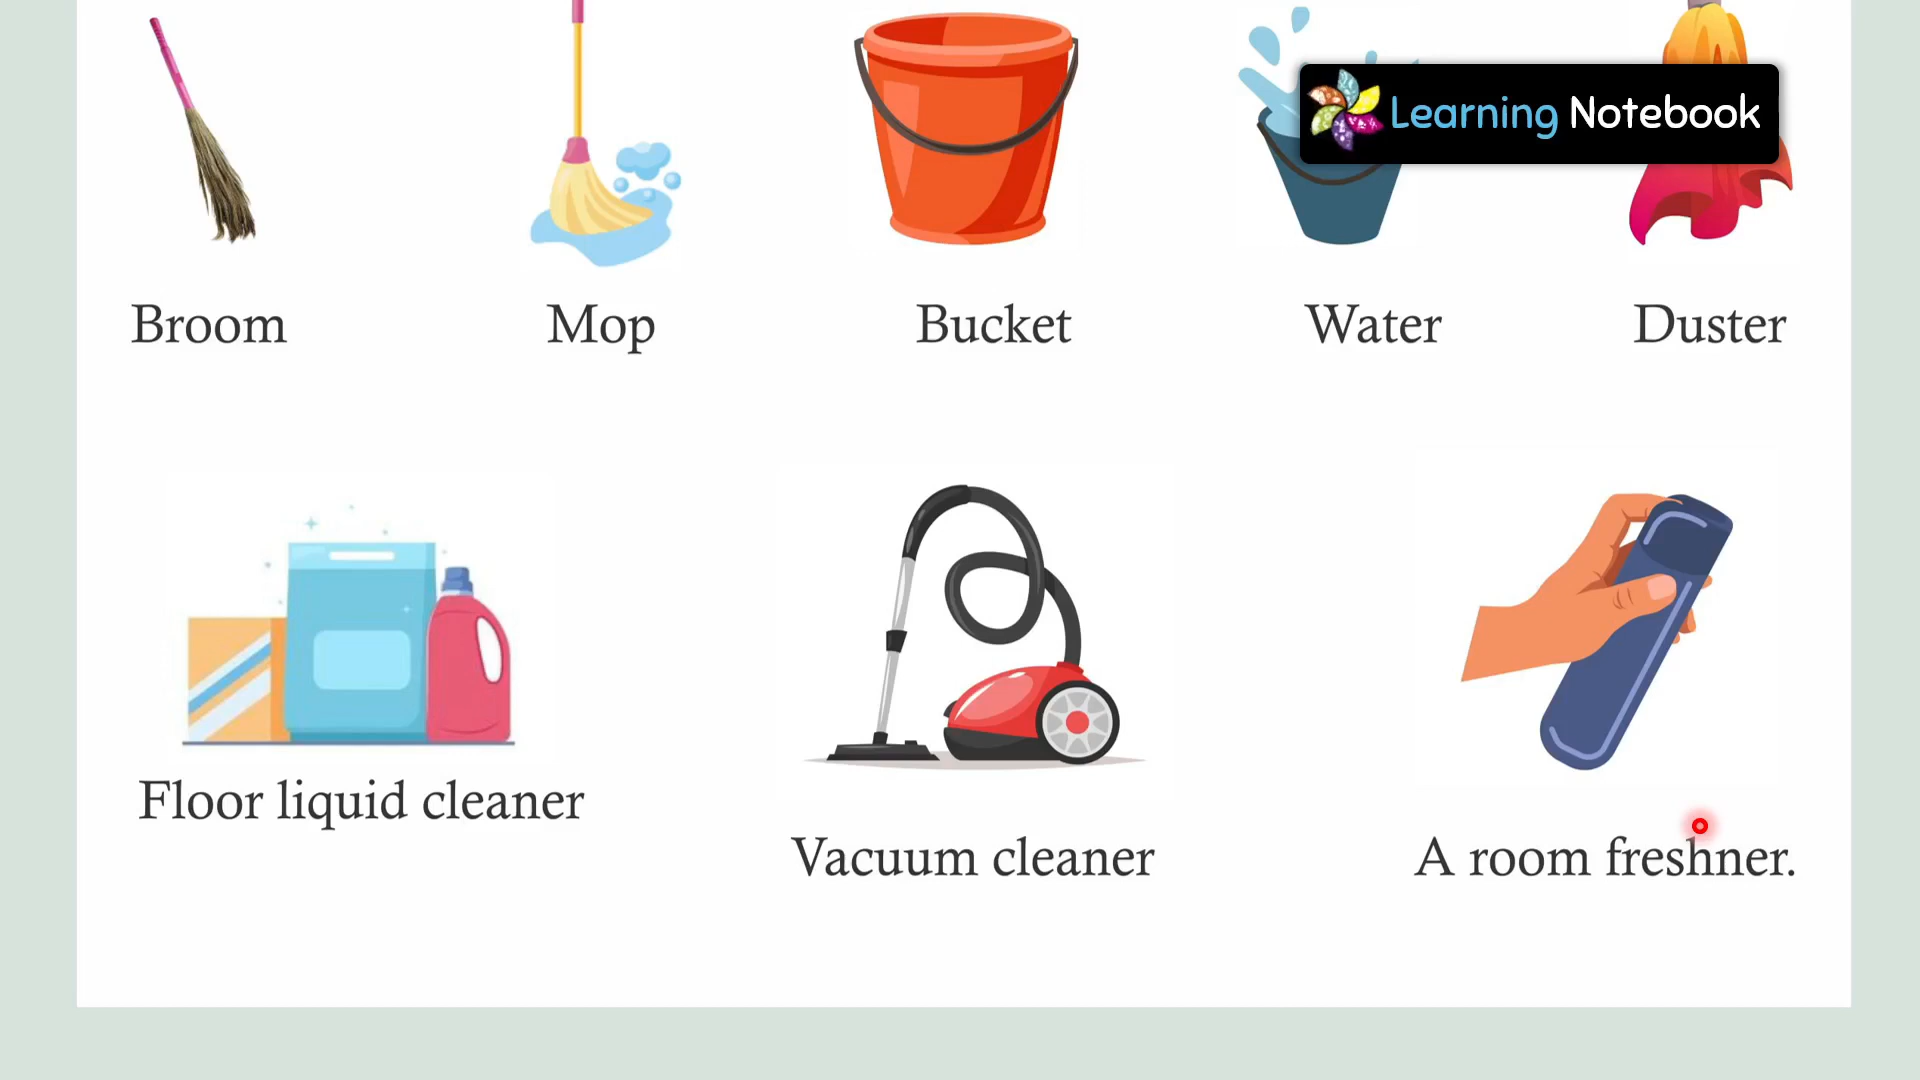 Learning Notebook
Broom
Mop
Bucket
Water
Duster
Floor liquid cleaner
Vacuum cleaner
A room freshner.